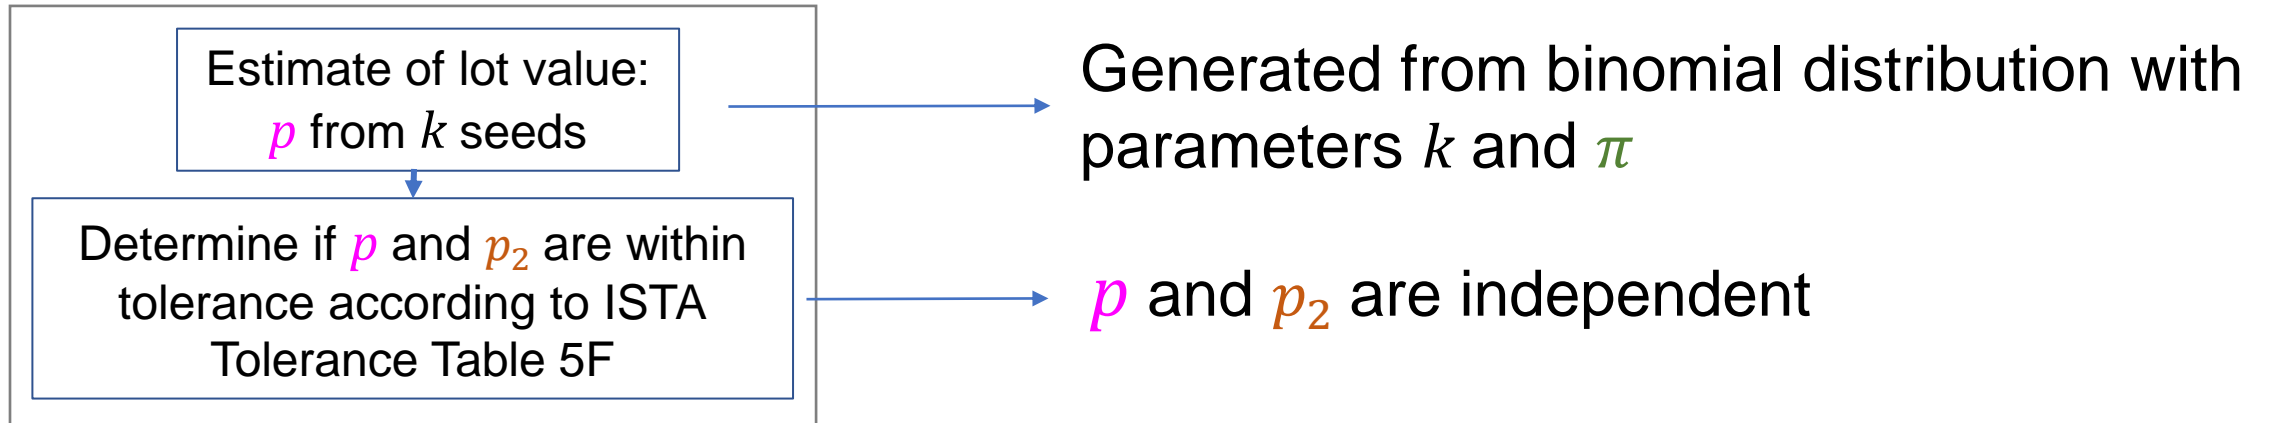 Estimate of lot value:
p from k seeds
Generated from binomial distribution with
parameters k and π
Determine if p and p₂ are within
tolerance according to ISTA
Tolerance Table 5F
p and p₂ are independent